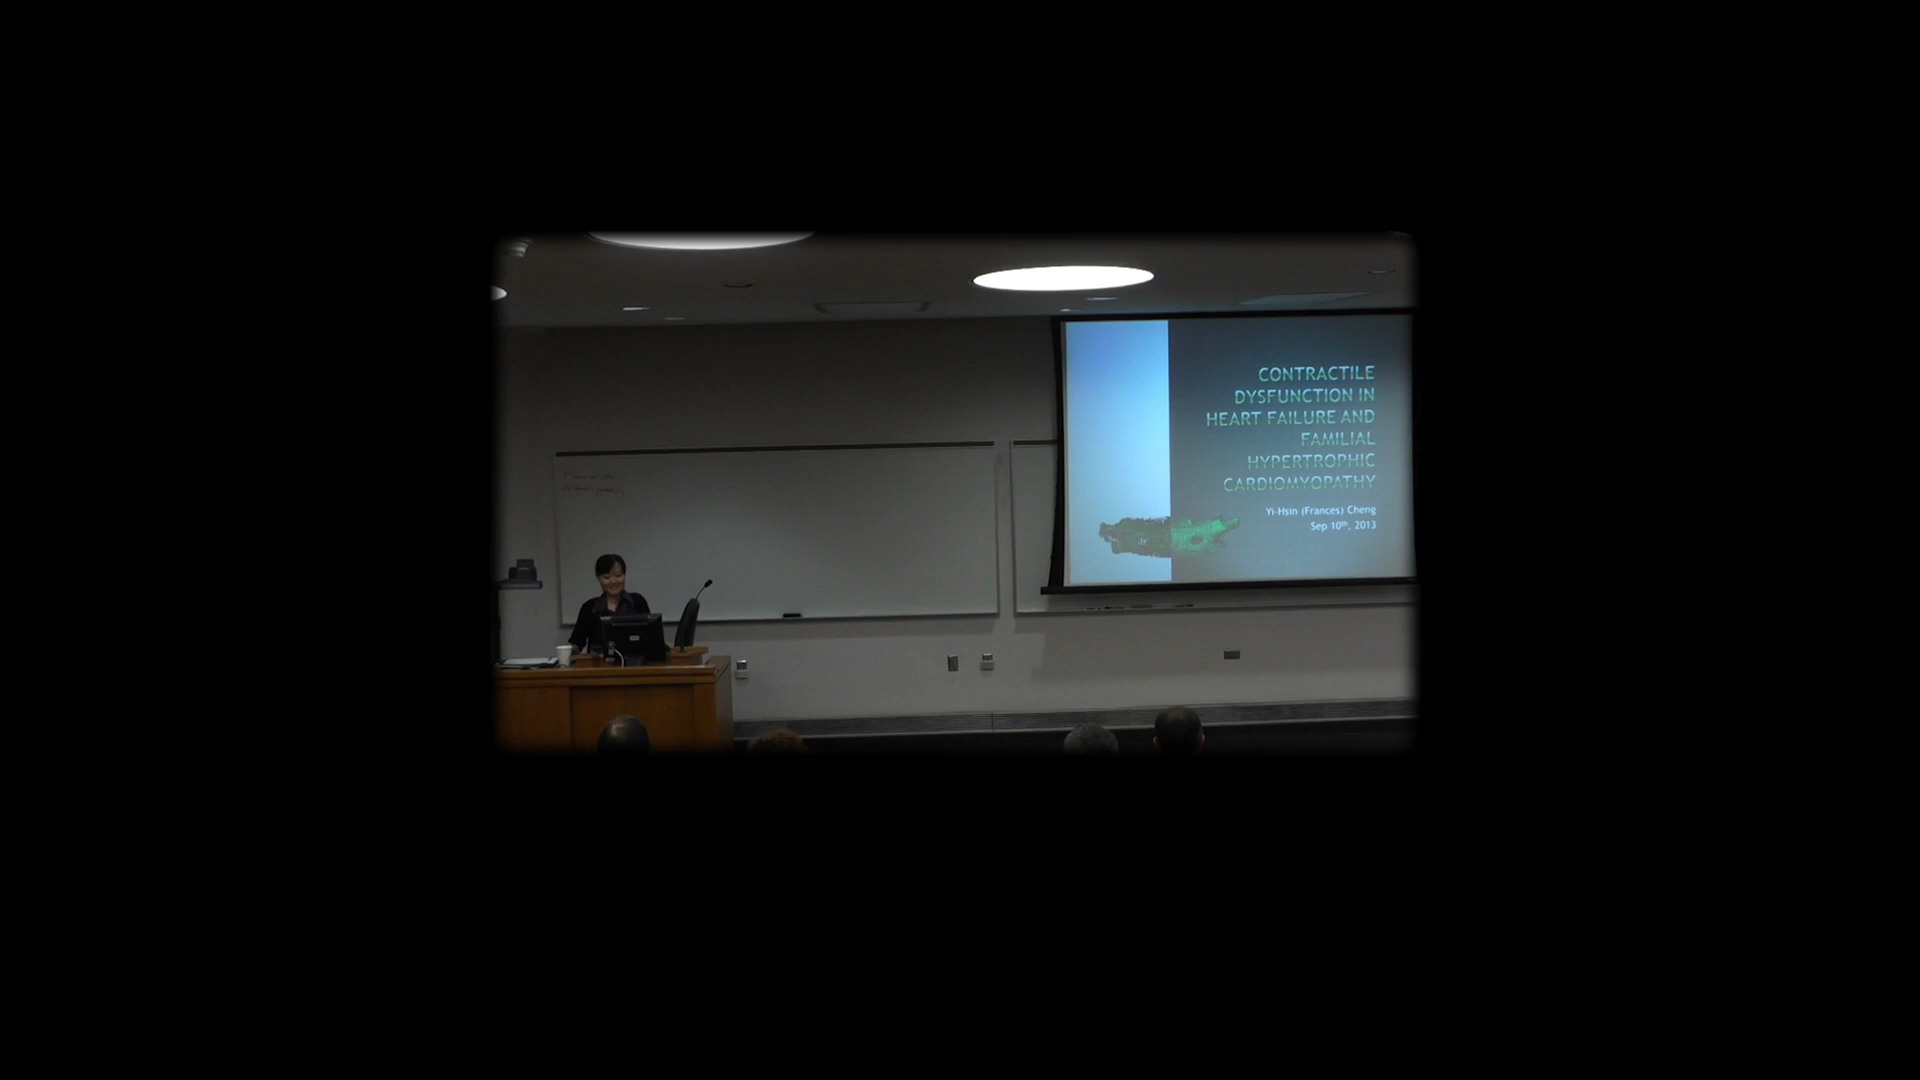 CONTRACTILE
DYSFUNCTION IN
HEART FAILURE AND
FAMILIAL
HYPERTROPHIC
CARDIOMYOPATHY
Yi-Hsin (Frances) Cheng
Sep 10th, 2013